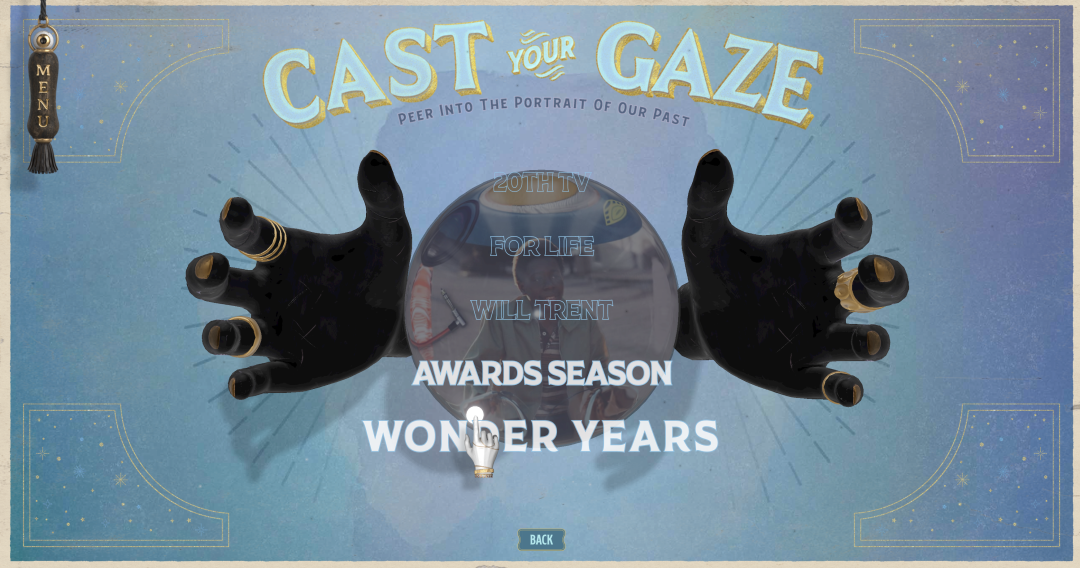 MENU
CAST YOUR GAZE
PEER INTO THE PORTRAIT OF OUR PAST
20TH TV
FOR LIFE
WILL TRENT
AWARDS SEASON
WONDER YEARS
BACK